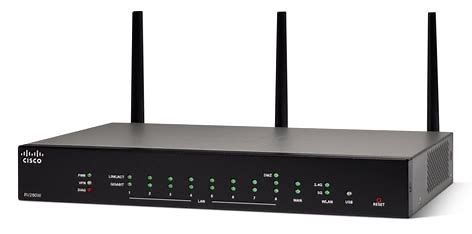 CISCO
PWR
VPN
DIAG
LINK/ACT
GIGABIT
DMZ
2.4G
5G
1 2 3 4 5 6 7 8
LAN
WAN
WLAN
USB
RESET
RV260W